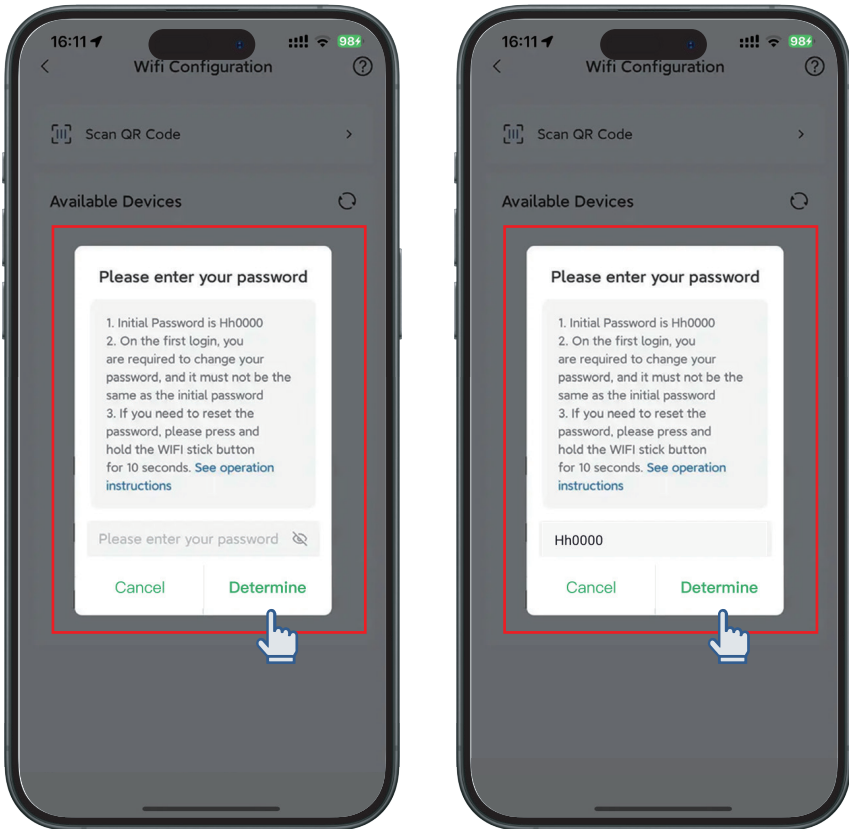 16:11
98
Wifi Configuration
?
Scan QR Code
Available Devices
Please enter your password
1. Initial Password is Hh0000
2. On the first login, you
are required to change your
password, and it must not be the
same as the initial password
3. If you need to reset the
password, please press and
hold the WIFI stick button
for 10 seconds. See operation
instructions
Please enter your password
Cancel Determine
16:11
98
Wifi Configuration
?
Scan QR Code
Available Devices
Please enter your password
1. Initial Password is Hh0000
2. On the first login, you
are required to change your
password, and it must not be the
same as the initial password
3. If you need to reset the
password, please press and
hold the WIFI stick button
for 10 seconds. See operation
instructions
Hh0000
Cancel Determine